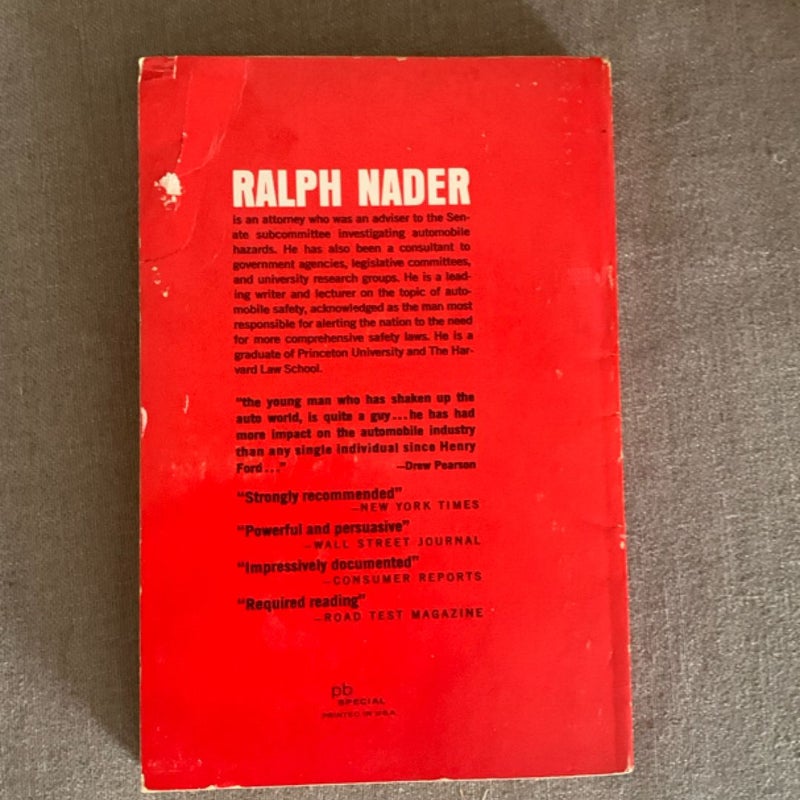 RALPH NADER
is an attorney who was an adviser to the Sen-
ate subcommittee investigating automobile
hazards. He has also been a consultant to
government agencies, legislative committees,
and university research groups. He is a lead-
ing writer and lecturer on the topic of auto-
mobile safety, acknowledged as the man most
responsible for alerting the nation to the need
for more comprehensive safety laws. He is a
graduate of Princeton University and The Har-
vard Law School.
"the young man who has shaken up the
auto world, is quite a guy...he has had
more impact on the automobile industry
than any single individual since Henry
Ford..." —Drew Pearson
"Strongly recommended"
—NEW YORK TIMES
"Powerful and persuasive"
—WALL STREET JOURNAL
"Impressively documented"
—CONSUMER REPORTS
"Required reading"
—ROAD TEST MAGAZINE
pb
SPECIAL
PRINTED IN U.S.A.